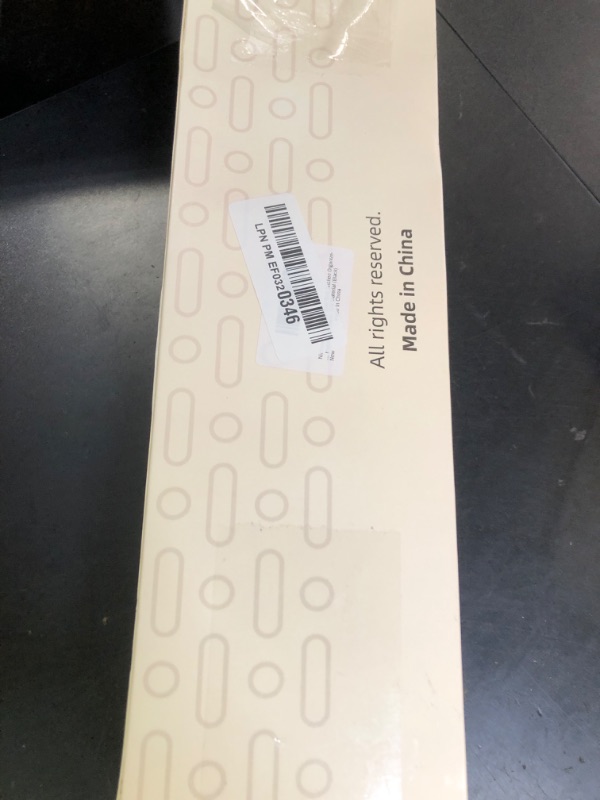 All rights reserved.
Made in China
LPN PM EF0320346